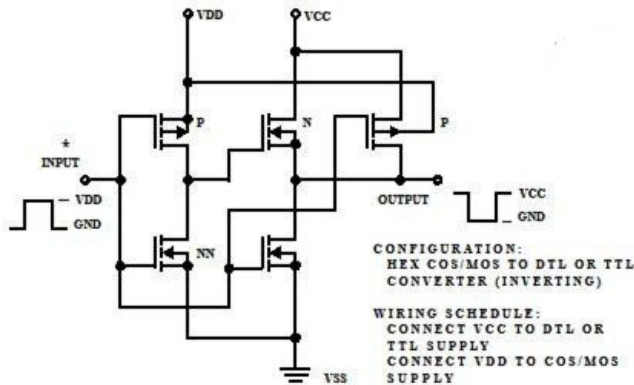 VDD
VCC
P
N
P
*
INPUT
VDD
GND
OUTPUT
VCC
GND
NN
VSS
CONFIGURATION:
HEX COS/MOS TO DTL OR TTL
CONVERTER (INVERTING)
WIRING SCHEDULE:
CONNECT VCC TO DTL OR
TTL SUPPLY
CONNECT VDD TO COS/MOS
SUPPLY